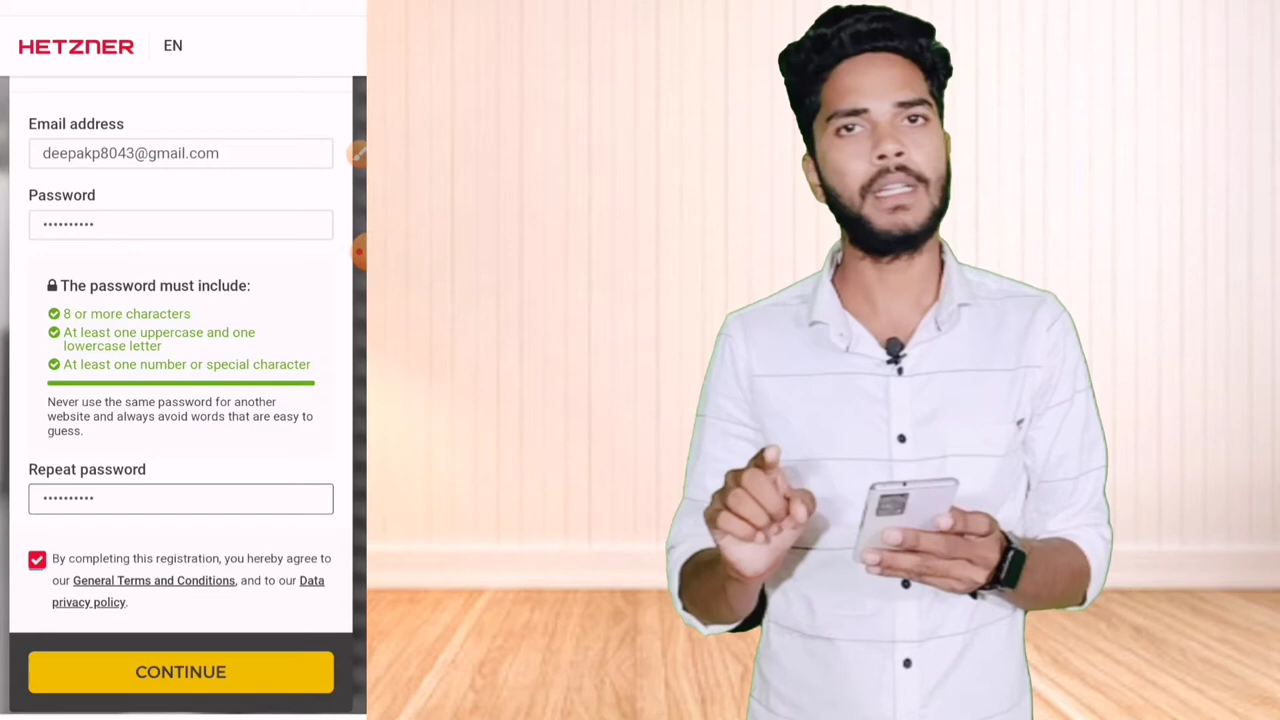 HETZNER EN
Email address
deepakp8043@gmail.com
Password
••••••••••
The password must include:
8 or more characters
At least one uppercase and one
lowercase letter
At least one number or special character
Never use the same password for another
website and always avoid words that are easy to
guess.
Repeat password
••••••••••
By completing this registration, you hereby agree to
our General Terms and Conditions, and to our Data
privacy policy.
CONTINUE